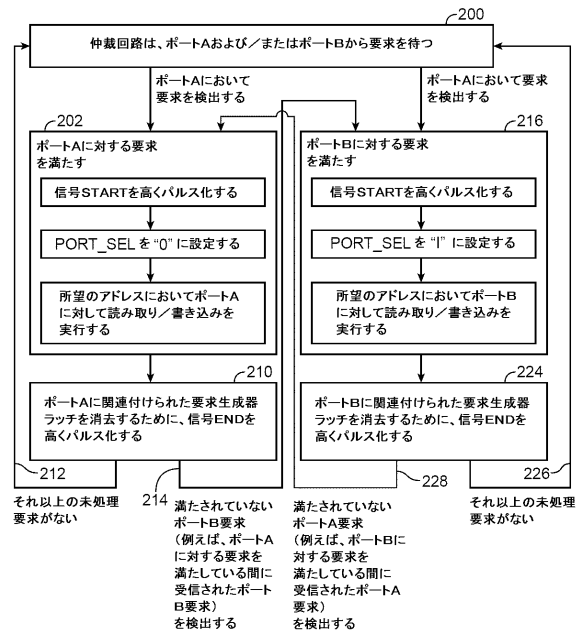 200
仲裁回路は、ポートAおよび／またはポートBから要求を待つ
ポートAにおいて
要求を検出する
ポートAにおいて要求
を検出する
202
ポートAに対する要求
を満たす
信号STARTを高くパルス化する
PORT_SELを“0”に設定する
所望のアドレスにおいてポートA
に対して読み取り／書き込みを
実行する
216
ポートBに対する要求
を満たす
信号STARTを高くパルス化する
PORT_SELを“I”に設定する
所望のアドレスにおいてポートB
に対して読み取り／書き込みを
実行する
210
ポートAに関連付けられた要求生成器
ラッチを消去するために、信号ENDを
高くパルス化する
224
ポートBに関連付けられた要求生成器
ラッチを消去するために、信号ENDを
高くパルス化する
212
それ以上の未処理
要求がない
214
満たされていない
ポートB要求
（例えば、ポートA
に対する要求を
満たしている間に
受信されたポート
B要求）
を検出する
228
満たされていない
ポートA要求
（例えば、ポートBに
対する要求を
満たしている間に
受信されたポートA
要求）
を検出する
226
それ以上の未処理
要求がない